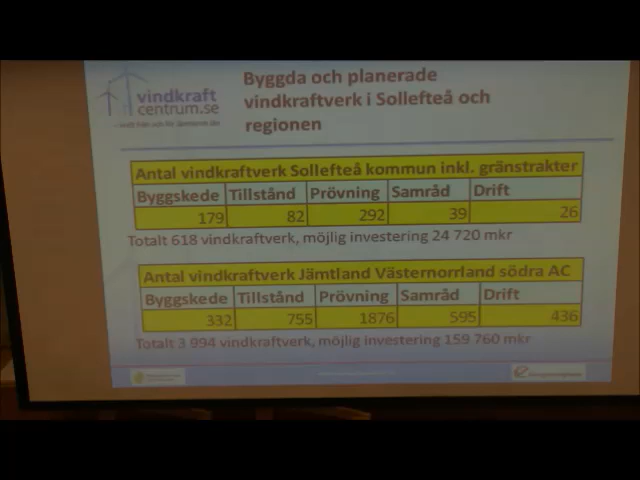 vindkraft
centrum.se
Byggda och planerade
vindkraftverk i Sollefteå och
regionen
Antal vindkraftverk Sollefteå kommun inkl. gränstrakter
Byggskede Tillstånd Prövning Samråd Drift
179 82 292 39 26
Totalt 618 vindkraftverk, möjlig investering 24 720 mkr
Antal vindkraftverk Jämtland Västernorrland södra AC
Byggskede Tillstånd Prövning Samråd Drift
332 755 1876 595 436
Totalt 3 994 vindkraftverk, möjlig investering 159 760 mkr